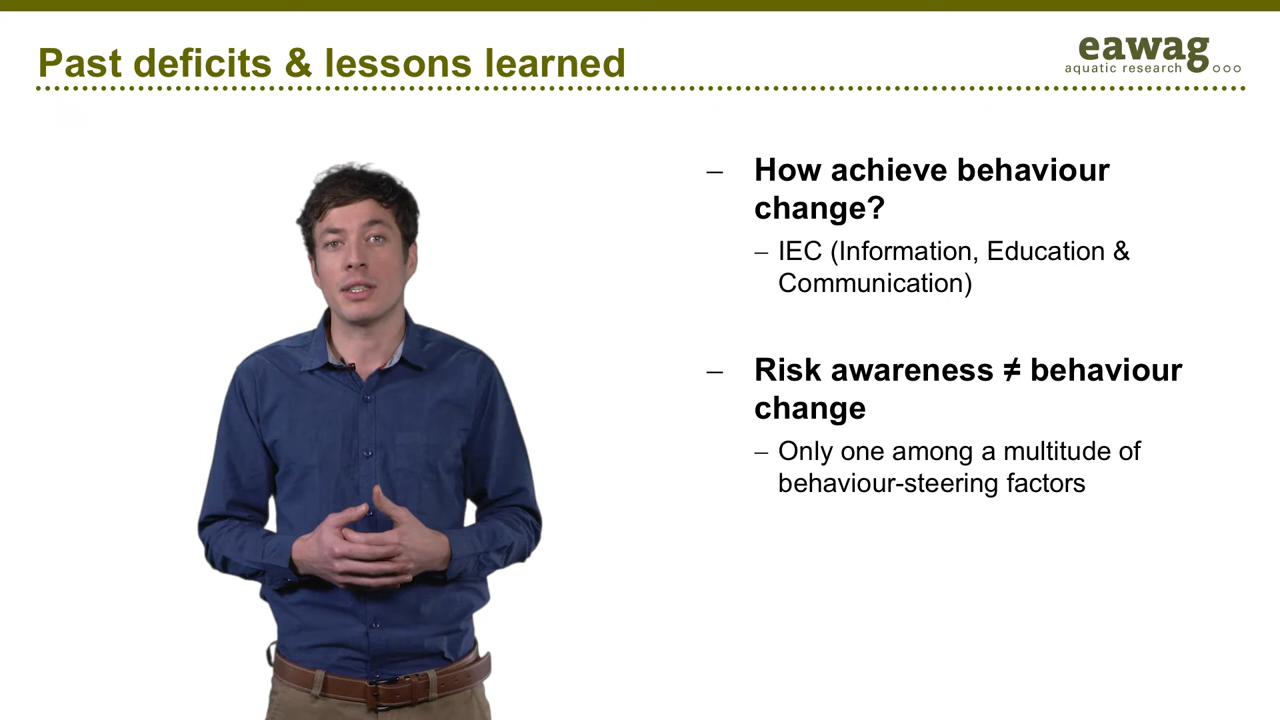 Past deficits & lessons learned
eawag
aquatic research
– How achieve behaviour
change?
– IEC (Information, Education &
Communication)
– Risk awareness ≠ behaviour
change
– Only one among a multitude of
behaviour-steering factors